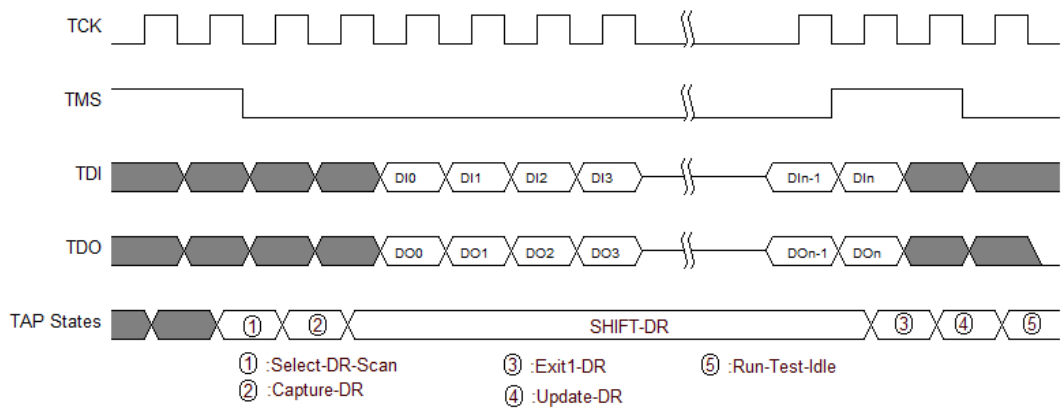 TCK
TMS
TDI
DI0 DI1 DI2 DI3 DIn-1 DIn
TDO
DO0 DO1 DO2 DO3 DOn-1 DOn
TAP States
① ② SHIFT-DR ③ ④ ⑤
① :Select-DR-Scan ③ :Exit1-DR ⑤ :Run-Test-Idle
② :Capture-DR ④ :Update-DR